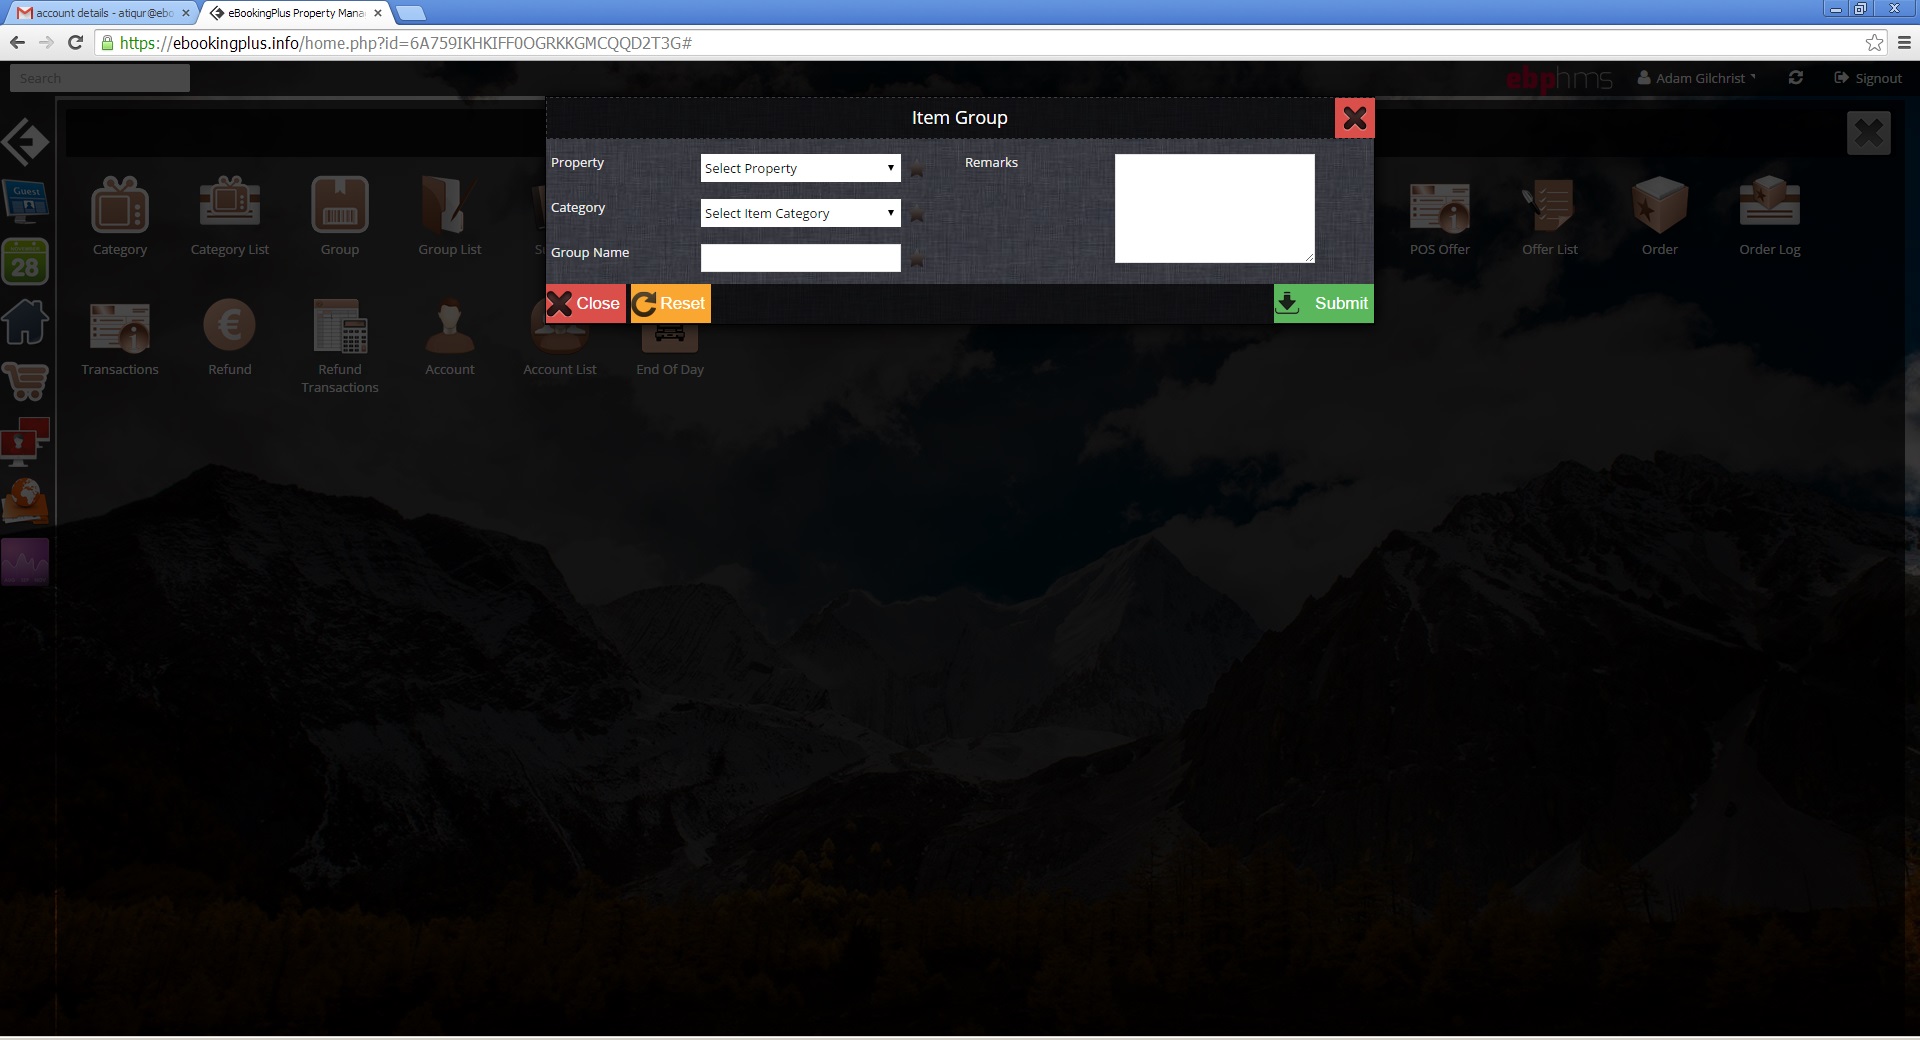 account details - atiqur@ebo
eBookingPlus Property Mana
https://ebookingplus.info/home.php?id=6A759IKHKIFF0OGRKKGMCQQD2T3G#
Search
ebphms
Adam Gilchrist
Signout
Item Group
Property
Select Property
Remarks
Category
Select Item Category
Group Name
Close
Reset
Submit
Guest
28
Category
Category List
Group
Group List
POS Offer
Offer List
Order
Order Log
Transactions
Refund
Refund
Transactions
Account
Account List
End Of Day